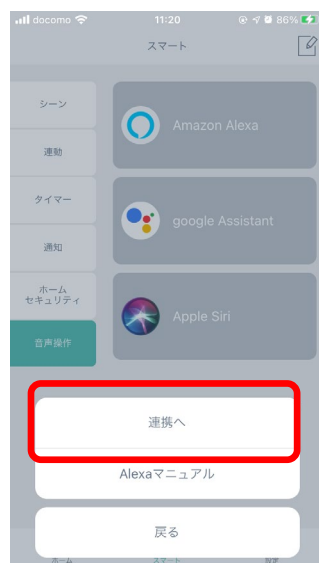 docomo 11:20 86%
スマート
シーン
連動
タイマー
通知
ホーム
セキュリティ
音声操作
Amazon Alexa
google Assistant
Apple Siri
連携へ
Alexaマニュアル
戻る
ホーム スマート 設定